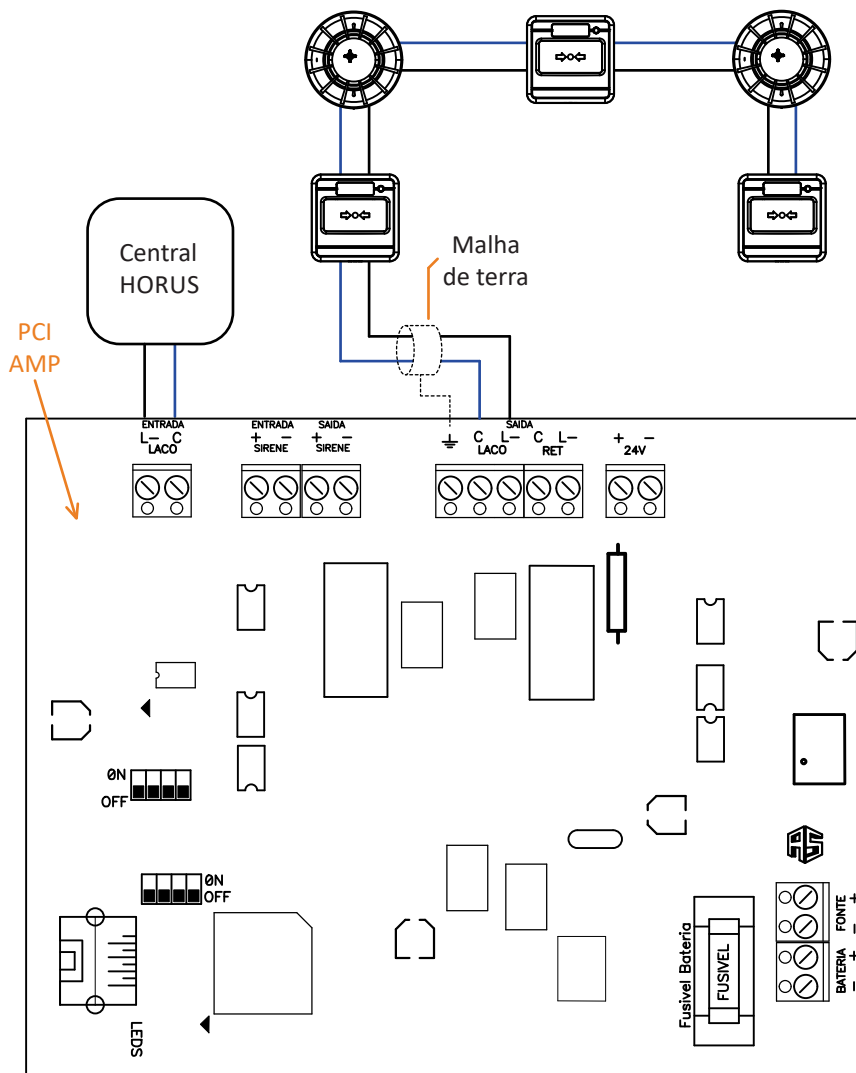 Central
HORUS
Malha
de terra
PCI
AMP
ENTRADA
L– C
LACO
ENTRADA
+ –
SIRENE
SAIDA
+ –
SIRENE
SAIDA
C L–
LACO
C L–
RET
+ –
24V
ON
OFF
ON
OFF
LEDS
Fusivel Bateria
FUSIVEL
FONTE
+ –
BATERIA
+ –